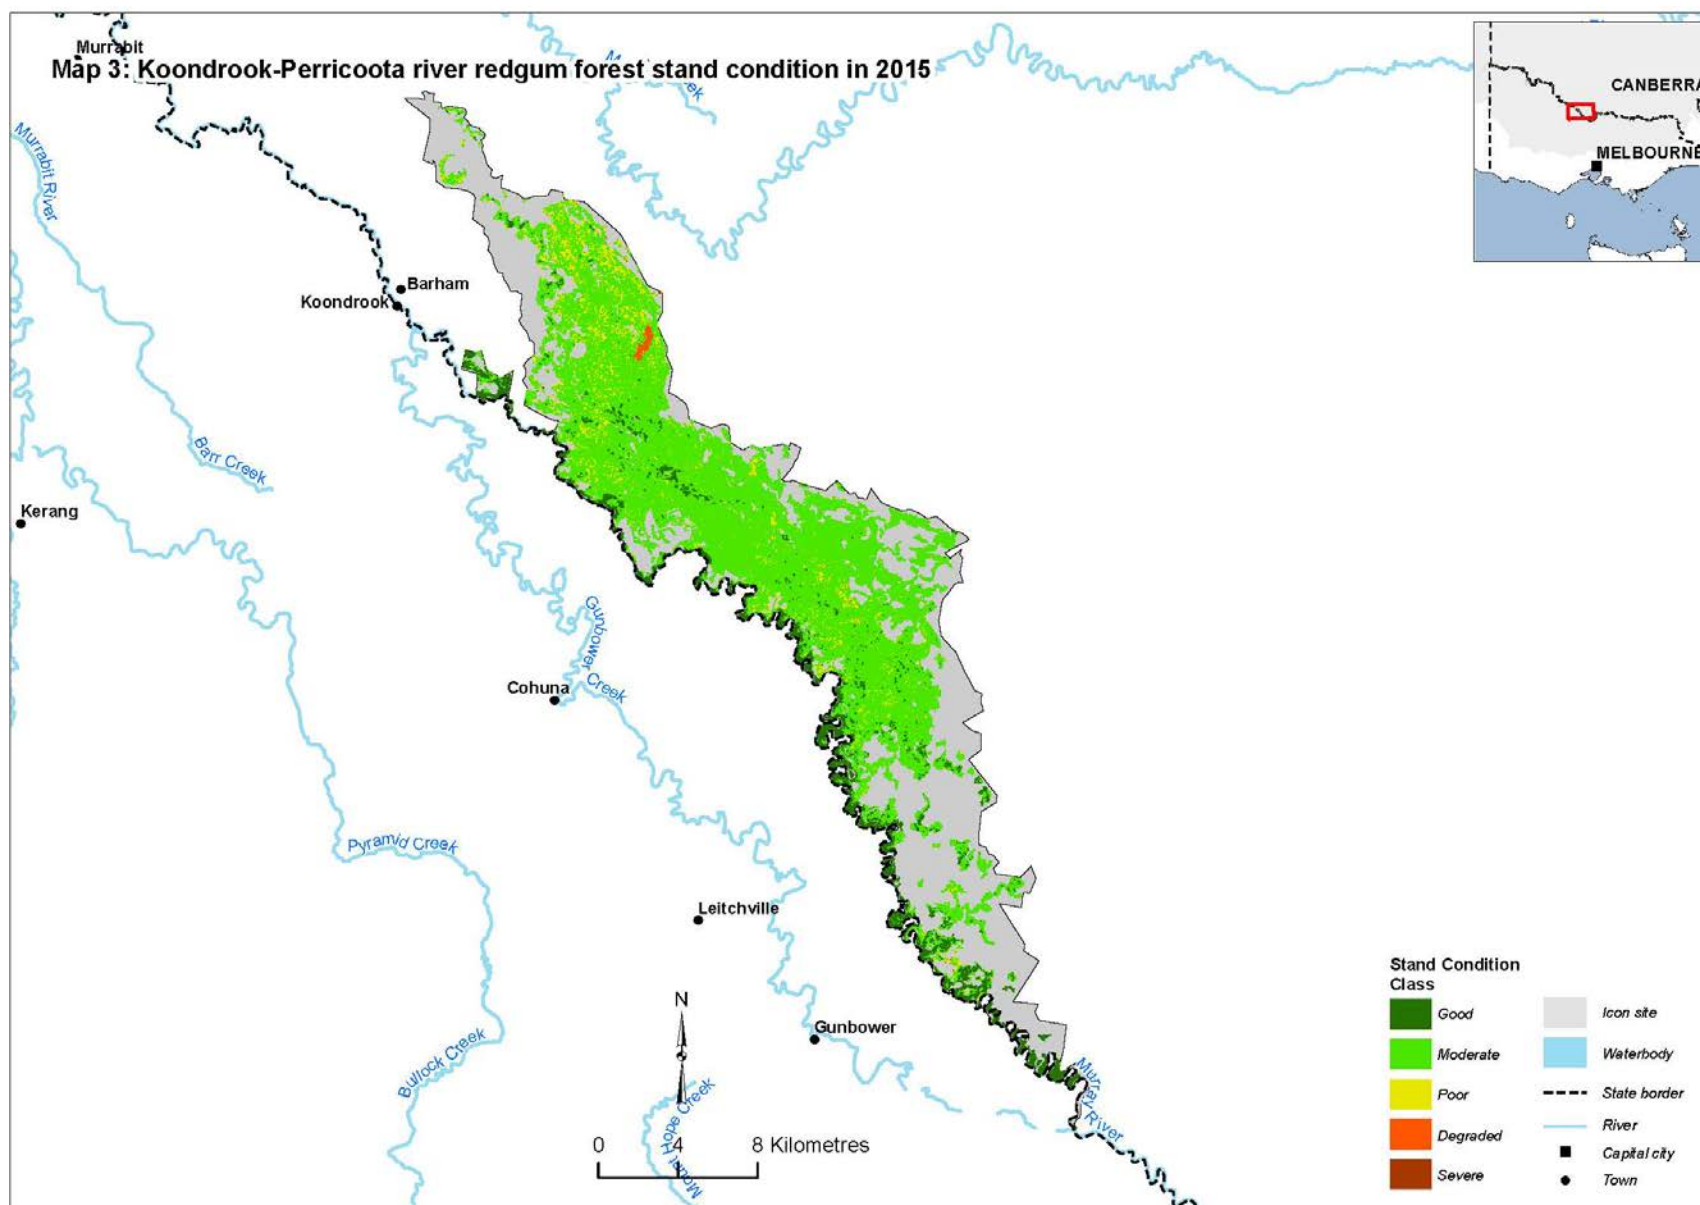 Murrabit
Map 3: Koondrook-Perricoota river redgum forest stand condition in 2015
CANBERRA
MELBOURNE
Murrabit River
Barham
Koondrook
Barr Creek
Kerang
Gunbower Creek
Cohuna
Pyramid Creek
Leitchville
Gunbower
Bullock Creek
Mount Hope Creek
Murray River
N
0 4 8 Kilometres
Stand Condition
Class
Good
Moderate
Poor
Degraded
Severe
Icon site
Waterbody
State border
River
Capital city
Town